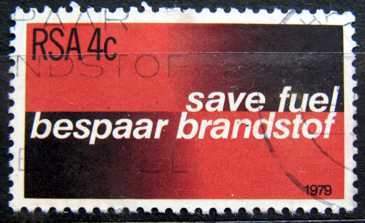 RSA 4c
save fuel
bespaar brandstof
1979